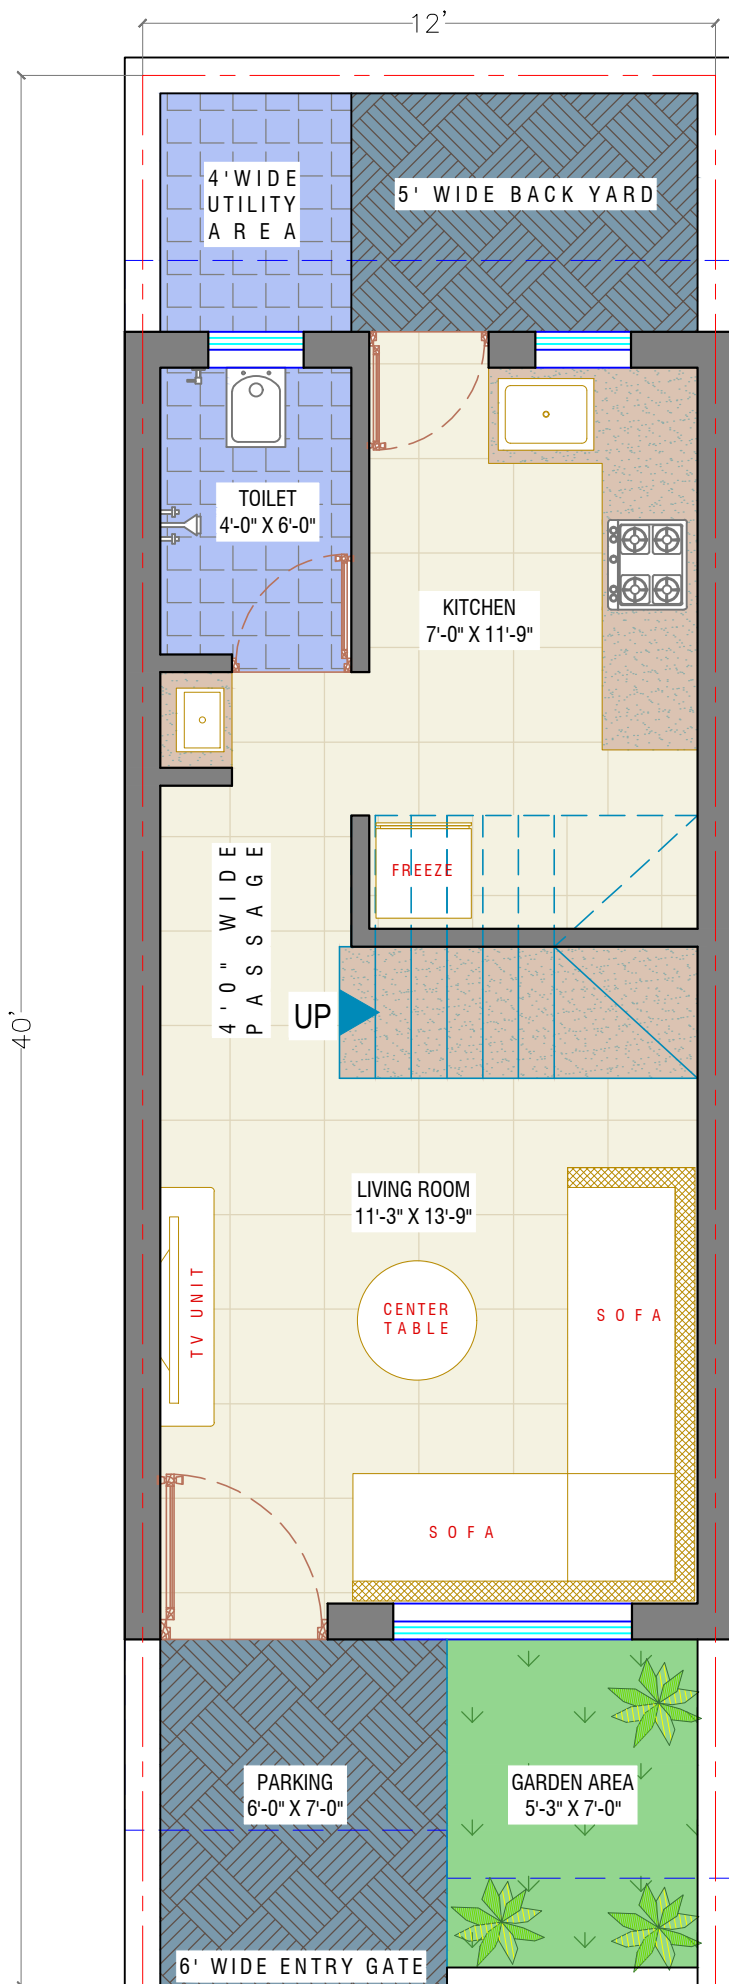 12'
4'WIDE
UTILITY
AREA
5' WIDE BACK YARD
TOILET
4'-0" X 6'-0"
KITCHEN
7'-0" X 11'-9"
FREEZE
4'0" WIDE
PASSAGE
UP
40'
LIVING ROOM
11'-3" X 13'-9"
TV UNIT
CENTER
TABLE
SOFA
SOFA
PARKING
6'-0" X 7'-0"
GARDEN AREA
5'-3" X 7'-0"
6' WIDE ENTRY GATE